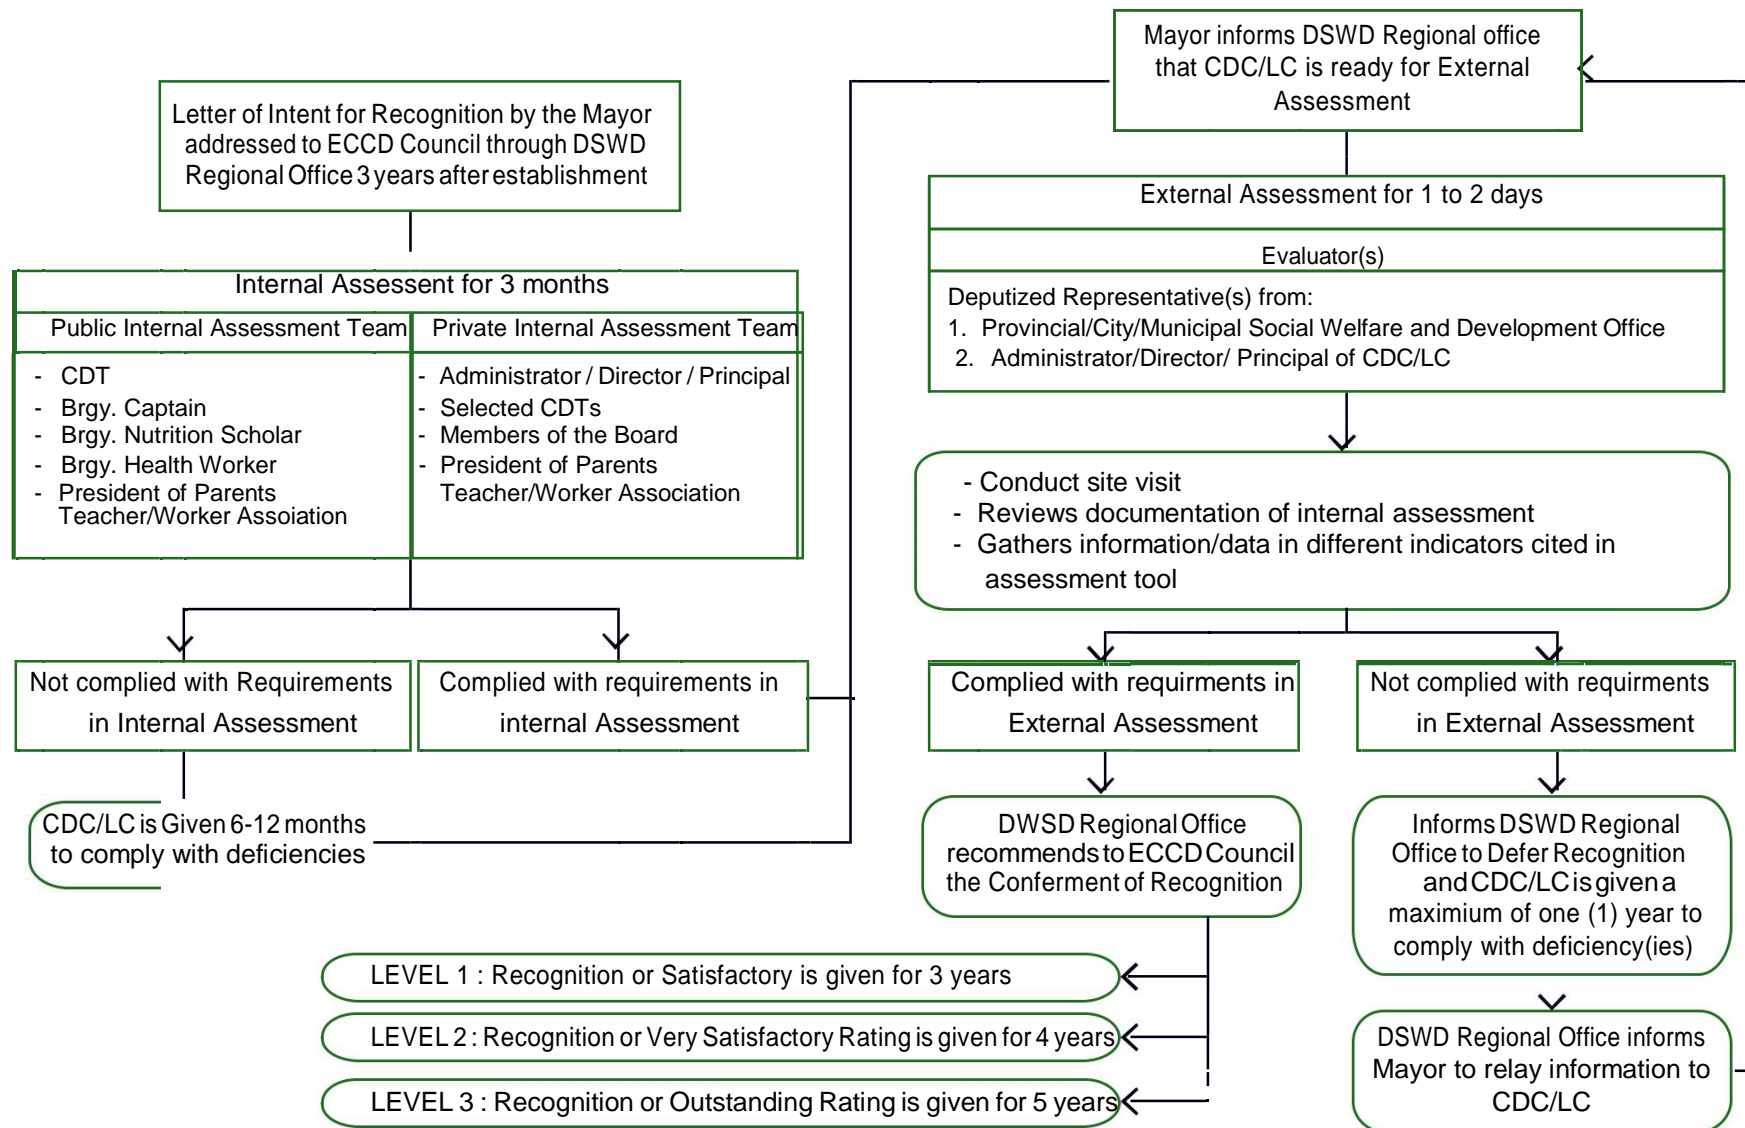 Letter of Intent for Recognition by the Mayor
addressed to ECCD Council through DSWD
Regional Office 3 years after establishment
Internal Assessent for 3 months
Public Internal Assessment Team
- CDT
- Brgy. Captain
- Brgy. Nutrition Scholar
- Brgy. Health Worker
- President of Parents
Teacher/Worker Assoiation
Private Internal Assessment Team
- Administrator / Director / Principal
- Selected CDTs
- Members of the Board
- President of Parents
Teacher/Worker Association
Not complied with Requirements
in Internal Assessment
Complied with requirements in
internal Assessment
CDC/LC is Given 6-12 months
to comply with deficiencies
Mayor informs DSWD Regional office
that CDC/LC is ready for External
Assessment
External Assessment for 1 to 2 days
Evaluator(s)
Deputized Representative(s) from:
1. Provincial/City/Municipal Social Welfare and Development Office
2. Administrator/Director/ Principal of CDC/LC
- Conduct site visit
- Reviews documentation of internal assessment
- Gathers information/data in different indicators cited in
assessment tool
Complied with requirments in
External Assessment
Not complied with requirments
in External Assessment
DWSD Regional Office
recommends to ECCD Council
the Conferment of Recognition
Informs DSWD Regional
Office to Defer Recognition
and CDC/LC is given a
maximium of one (1) year to
comply with deficiency(ies)
LEVEL 1 : Recognition or Satisfactory is given for 3 years
LEVEL 2 : Recognition or Very Satisfactory Rating is given for 4 years
LEVEL 3 : Recognition or Outstanding Rating is given for 5 years
DSWD Regional Office informs
Mayor to relay information to
CDC/LC